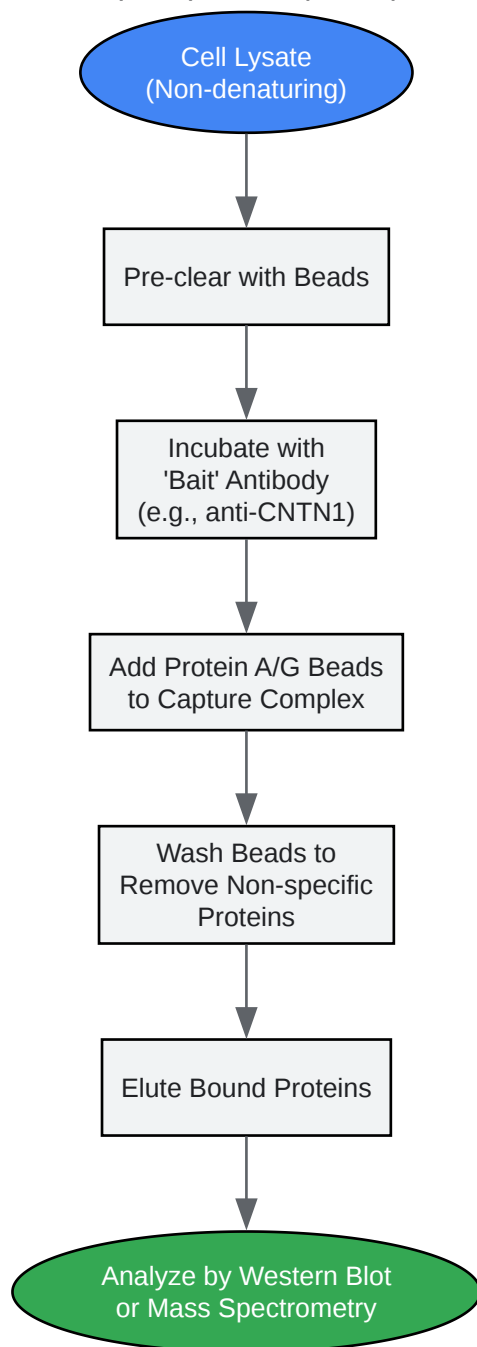 Cell Lysate
(Non-denaturing)
Pre-clear with Beads
Incubate with
'Bait' Antibody
(e.g., anti-CNTN1)
Add Protein A/G Beads
to Capture Complex
Wash Beads to
Remove Non-specific
Proteins
Elute Bound Proteins
Analyze by Western Blot
or Mass Spectrometry